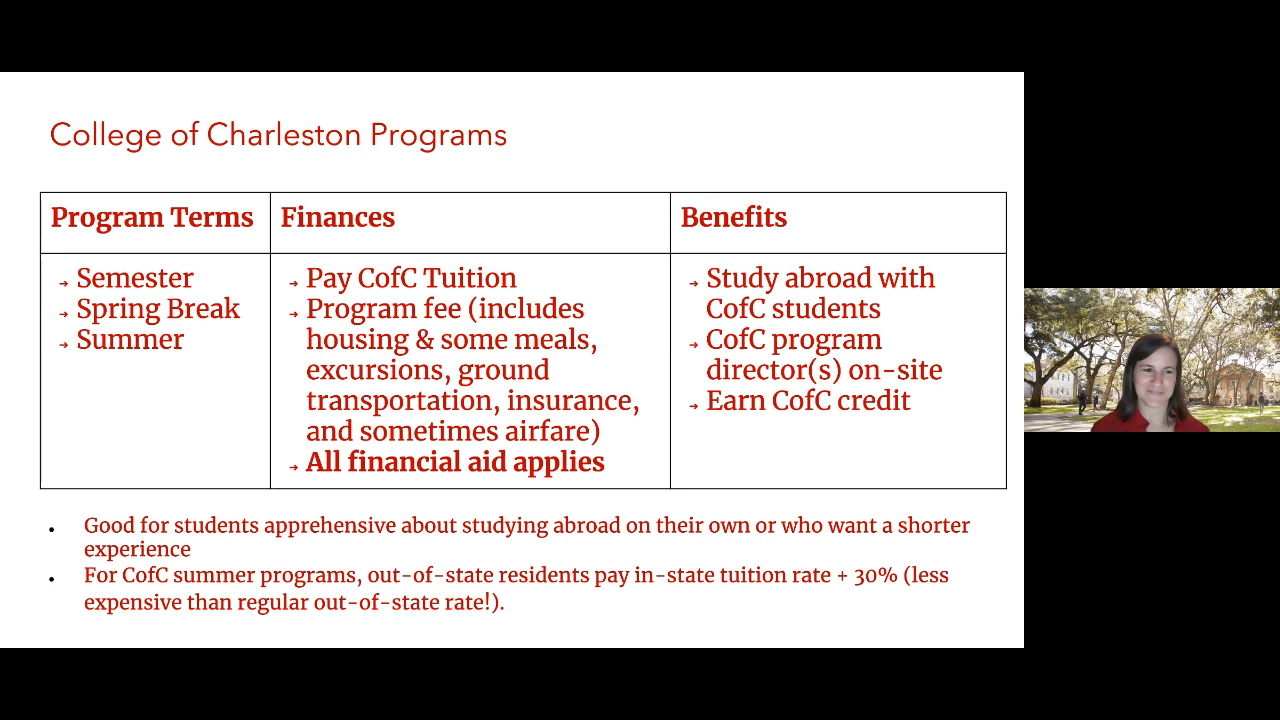 College of Charleston Programs
Program Terms
Finances
Benefits
→ Semester
→ Spring Break
→ Summer
→ Pay CofC Tuition
→ Program fee (includes
housing & some meals,
excursions, ground
transportation, insurance,
and sometimes airfare)
→ All financial aid applies
→ Study abroad with
CofC students
→ CofC program
director(s) on-site
→ Earn CofC credit
• Good for students apprehensive about studying abroad on their own or who want a shorter
experience
• For CofC summer programs, out-of-state residents pay in-state tuition rate + 30% (less
expensive than regular out-of-state rate!).